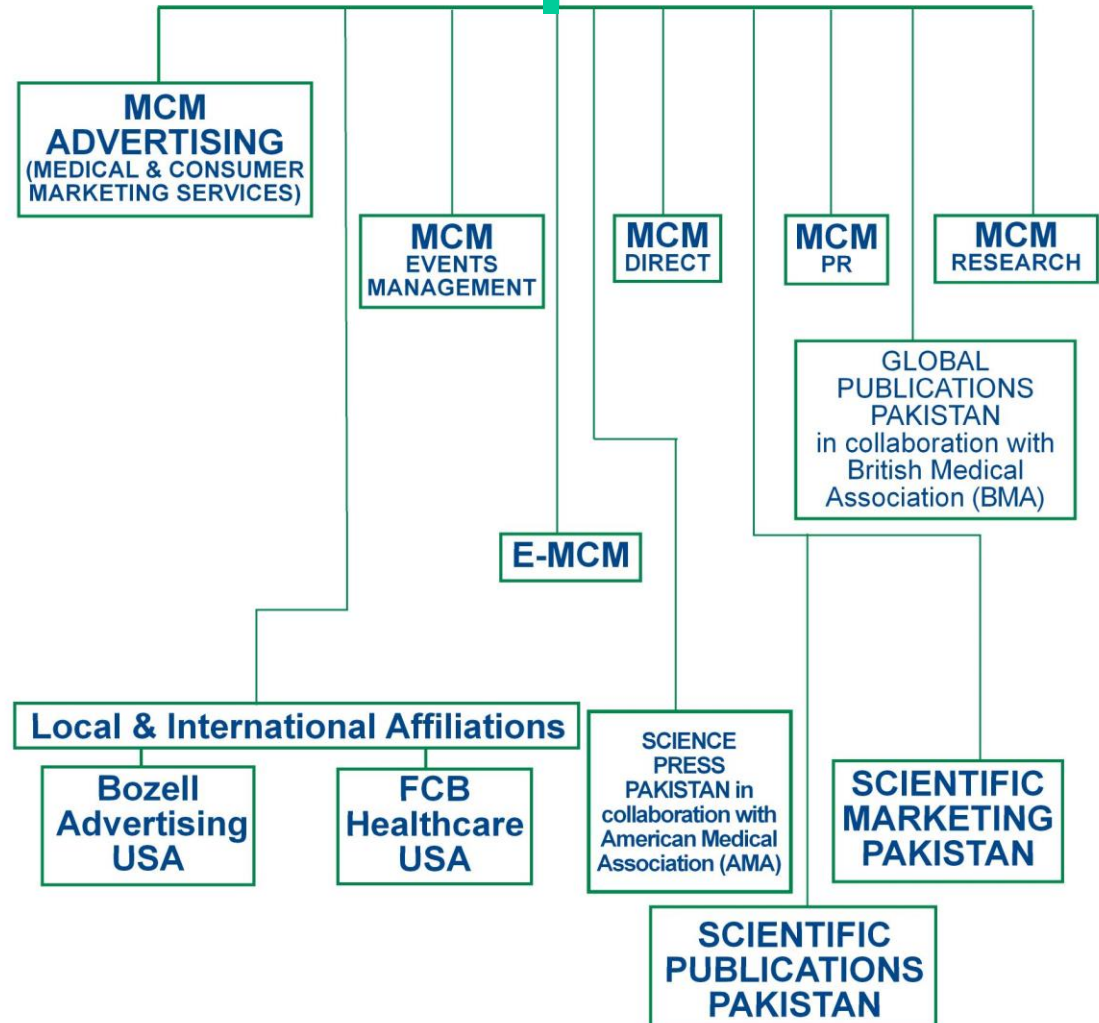 MCM
ADVERTISING
(MEDICAL & CONSUMER
MARKETING SERVICES)
MCM
EVENTS
MANAGEMENT
MCM
DIRECT
MCM
PR
MCM
RESEARCH
GLOBAL
PUBLICATIONS
PAKISTAN
in collaboration with
British Medical
Association (BMA)
E-MCM
Local & International Affiliations
Bozell
Advertising
USA
FCB
Healthcare
USA
SCIENCE
PRESS
PAKISTAN in
collaboration with
American Medical
Association (AMA)
SCIENTIFIC
MARKETING
PAKISTAN
SCIENTIFIC
PUBLICATIONS
PAKISTAN